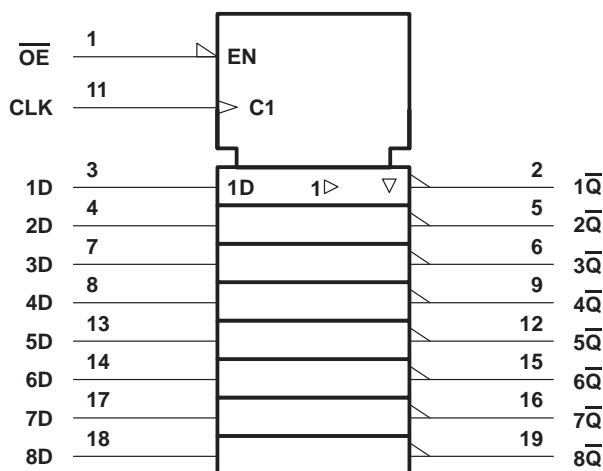 1
O̅E̅ EN
11
CLK C1
3 2
1D 1D 1 1Q̅
4 5
2D 2Q̅
7 6
3D 3Q̅
8 9
4D 4Q̅
13 12
5D 5Q̅
14 15
6D 6Q̅
17 16
7D 7Q̅
18 19
8D 8Q̅